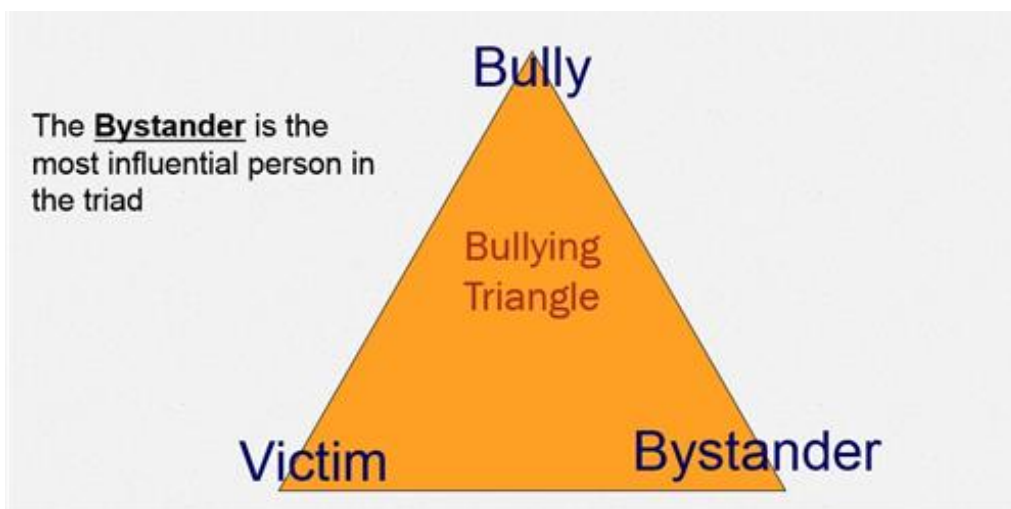 Bully
The Bystander is the
most influential person in
the triad
Bullying
Triangle
Victim
Bystander